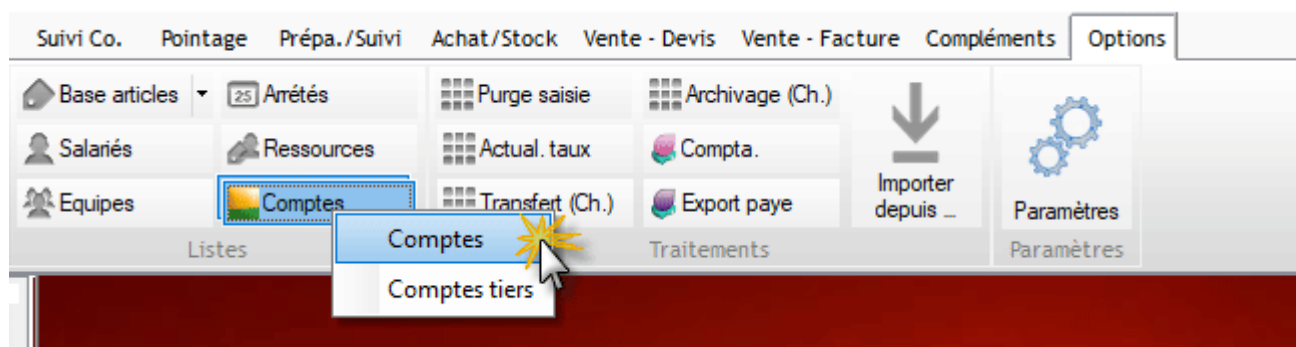 Suivi Co. Pointage Prépa./Suivi Achat/Stock Vente - Devis Vente - Facture Compléments Options
Base articles 25 Arrétés Purge saisie Archivage (Ch.)
Salariés Ressources Actual. taux Compta.
Equipes Comptes Transfert (Ch.) Export paye
Importer
depuis ...
Paramètres
Listes Traitements Paramètres
Comptes
Comptes tiers